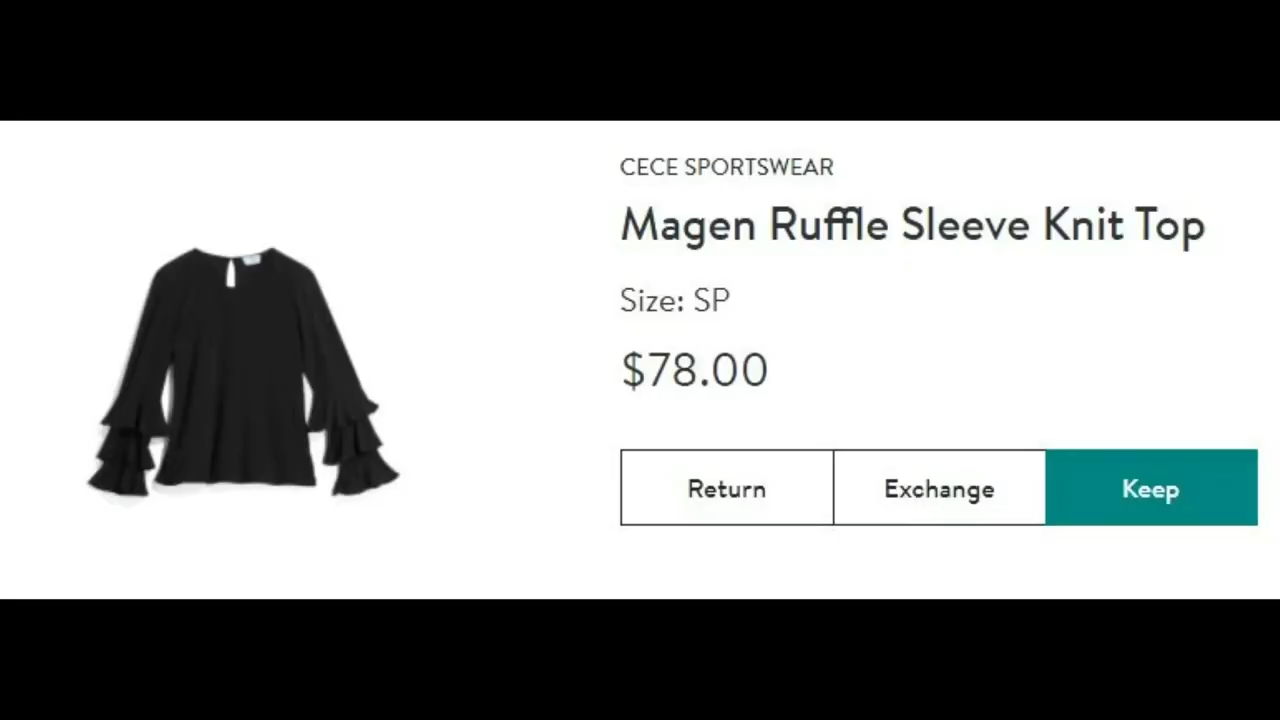 CECE SPORTSWEAR
Magen Ruffle Sleeve Knit Top
Size: SP
$78.00
Return
Exchange
Keep